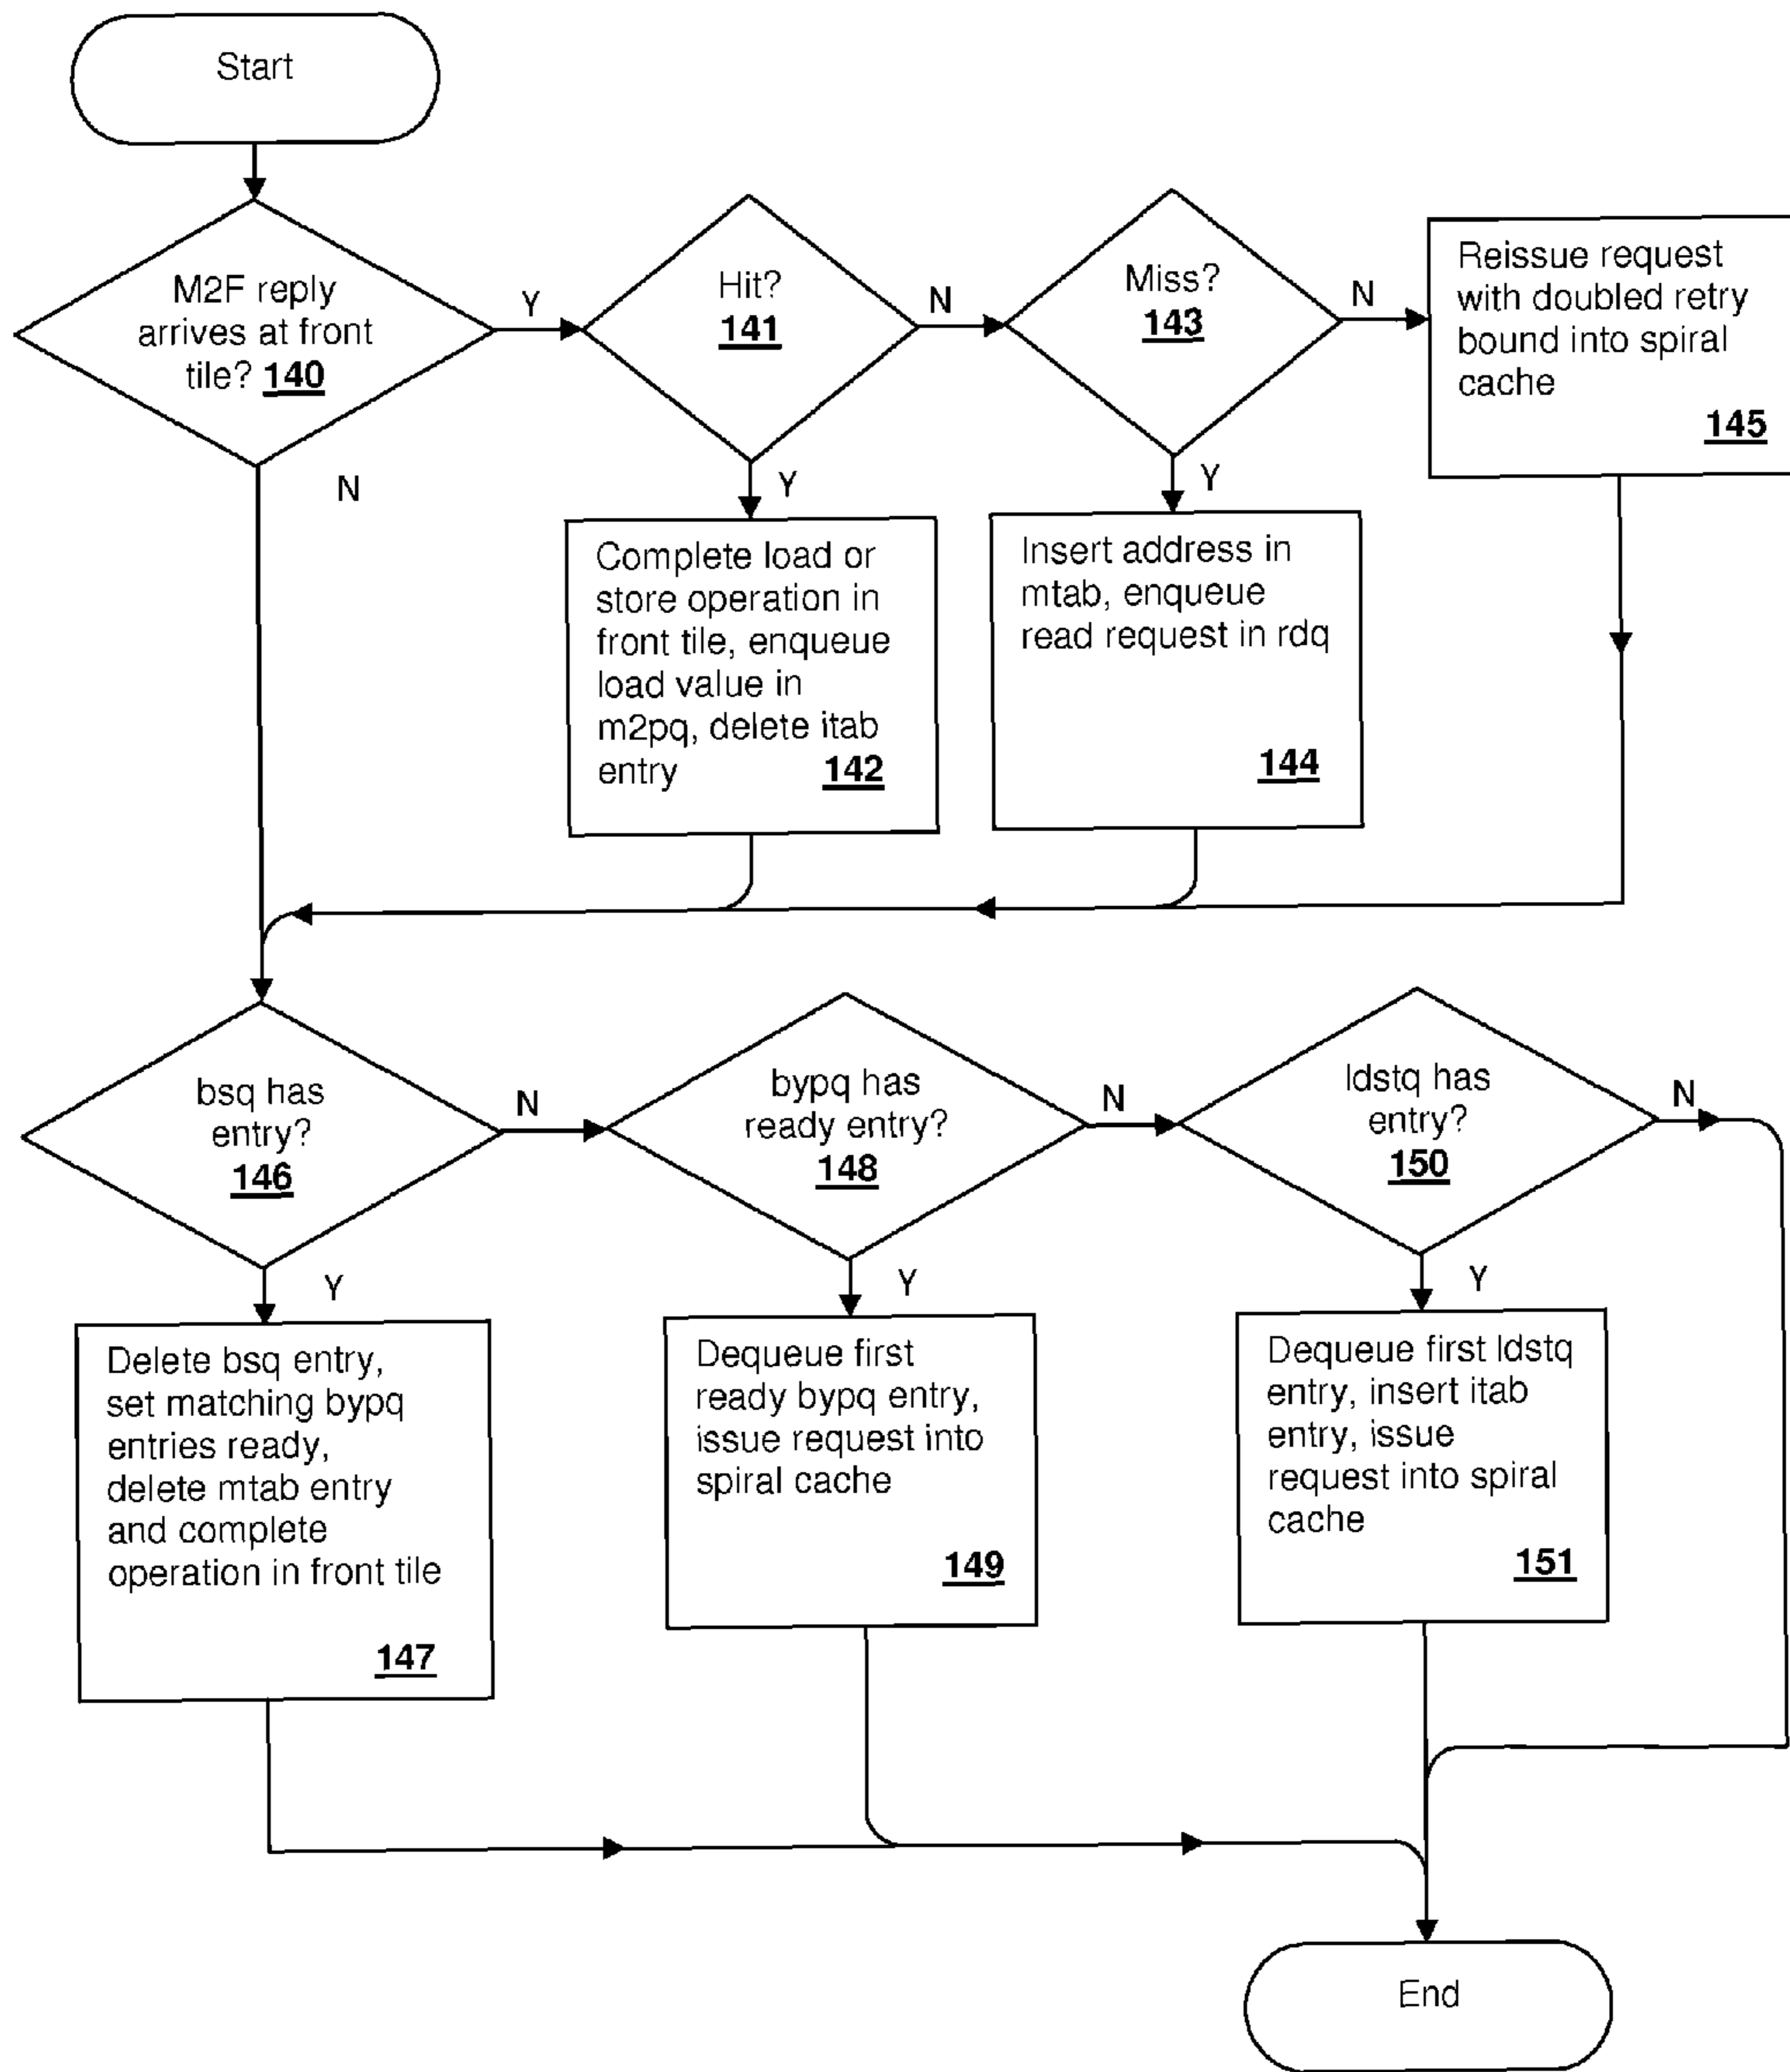 Start
M2F reply
arrives at front
tile? 140
Y
N
Hit?
141
N
Y
Miss?
143
N
Y
Reissue request
with doubled retry
bound into spiral
cache
145
Complete load or
store operation in
front tile, enqueue
load value in
m2pq, delete itab
entry 142
Insert address in
mtab, enqueue
read request in rdq
144
bsq has
entry?
146
N
Y
bypq has
ready entry?
148
N
Y
ldstq has
entry?
150
N
Y
Delete bsq entry,
set matching bypq
entries ready,
delete mtab entry
and complete
operation in front tile
147
Dequeue first
ready bypq entry,
issue request into
spiral cache
149
Dequeue first ldstq
entry, insert itab
entry, issue
request into spiral
cache
151
End